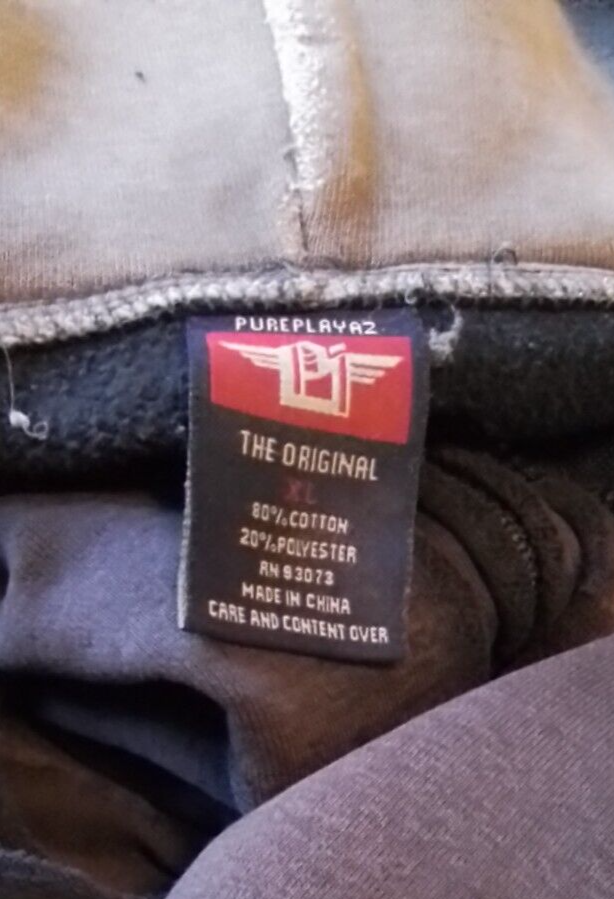 PUREPLAYAZ
THE ORIGINAL
XL
80% COTTON
20% POLYESTER
RN 93073
MADE IN CHINA
CARE AND CONTENT OVER